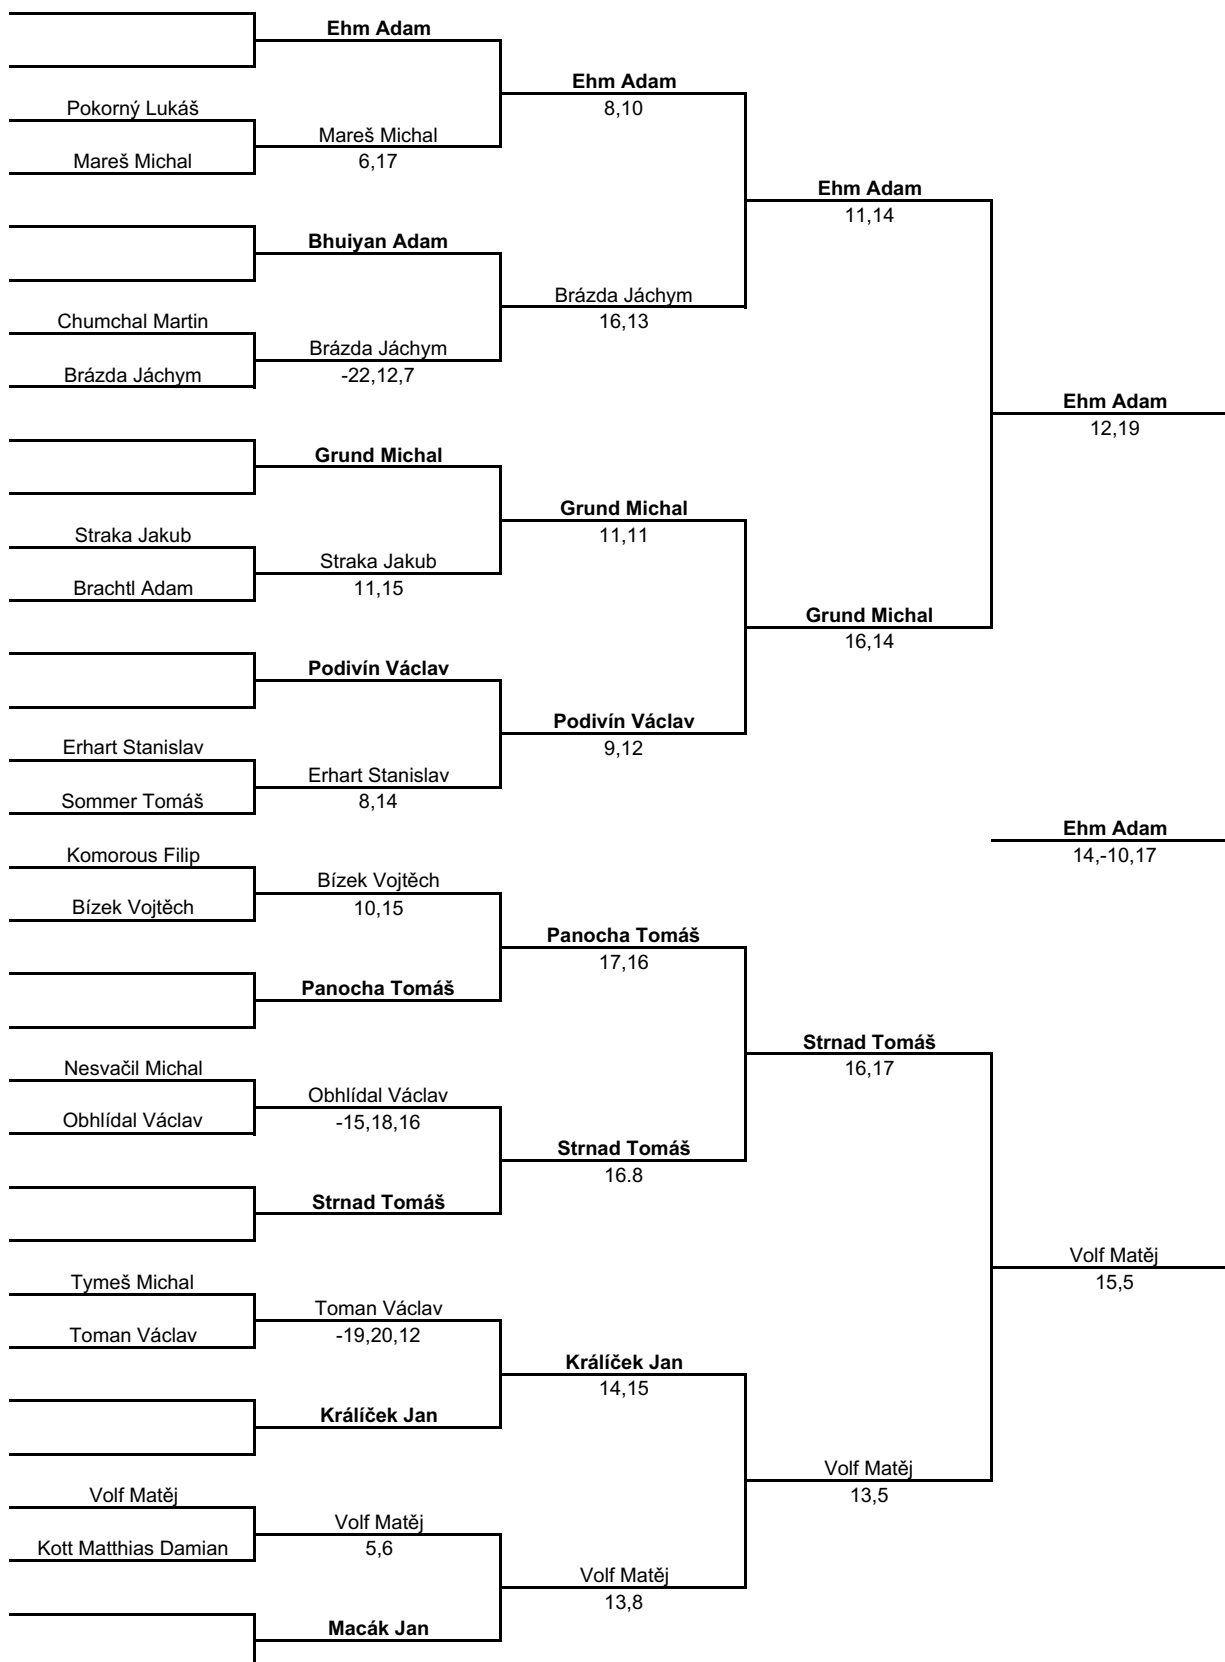 Ehm Adam
Ehm Adam
8,10
Pokorný Lukáš
Mareš Michal
6,17
Mareš Michal
Ehm Adam
11,14
Bhuiyan Adam
Brázda Jáchym
16,13
Chumchal Martin
Brázda Jáchym
-22,12,7
Brázda Jáchym
Ehm Adam
12,19
Grund Michal
Grund Michal
11,11
Straka Jakub
Straka Jakub
11,15
Brachtl Adam
Grund Michal
16,14
Podivín Václav
Podivín Václav
9,12
Erhart Stanislav
Erhart Stanislav
8,14
Sommer Tomáš
Ehm Adam
14,-10,17
Komorous Filip
Bízek Vojtěch
10,15
Bízek Vojtěch
Panocha Tomáš
17,16
Panocha Tomáš
Strnad Tomáš
16,17
Nesvačil Michal
Obhlídal Václav
-15,18,16
Obhlídal Václav
Strnad Tomáš
16.8
Strnad Tomáš
Volf Matěj
15,5
Tymeš Michal
Toman Václav
-19,20,12
Toman Václav
Králíček Jan
14,15
Králíček Jan
Volf Matěj
13,5
Volf Matěj
Volf Matěj
5,6
Kott Matthias Damian
Volf Matěj
13,8
Macák Jan